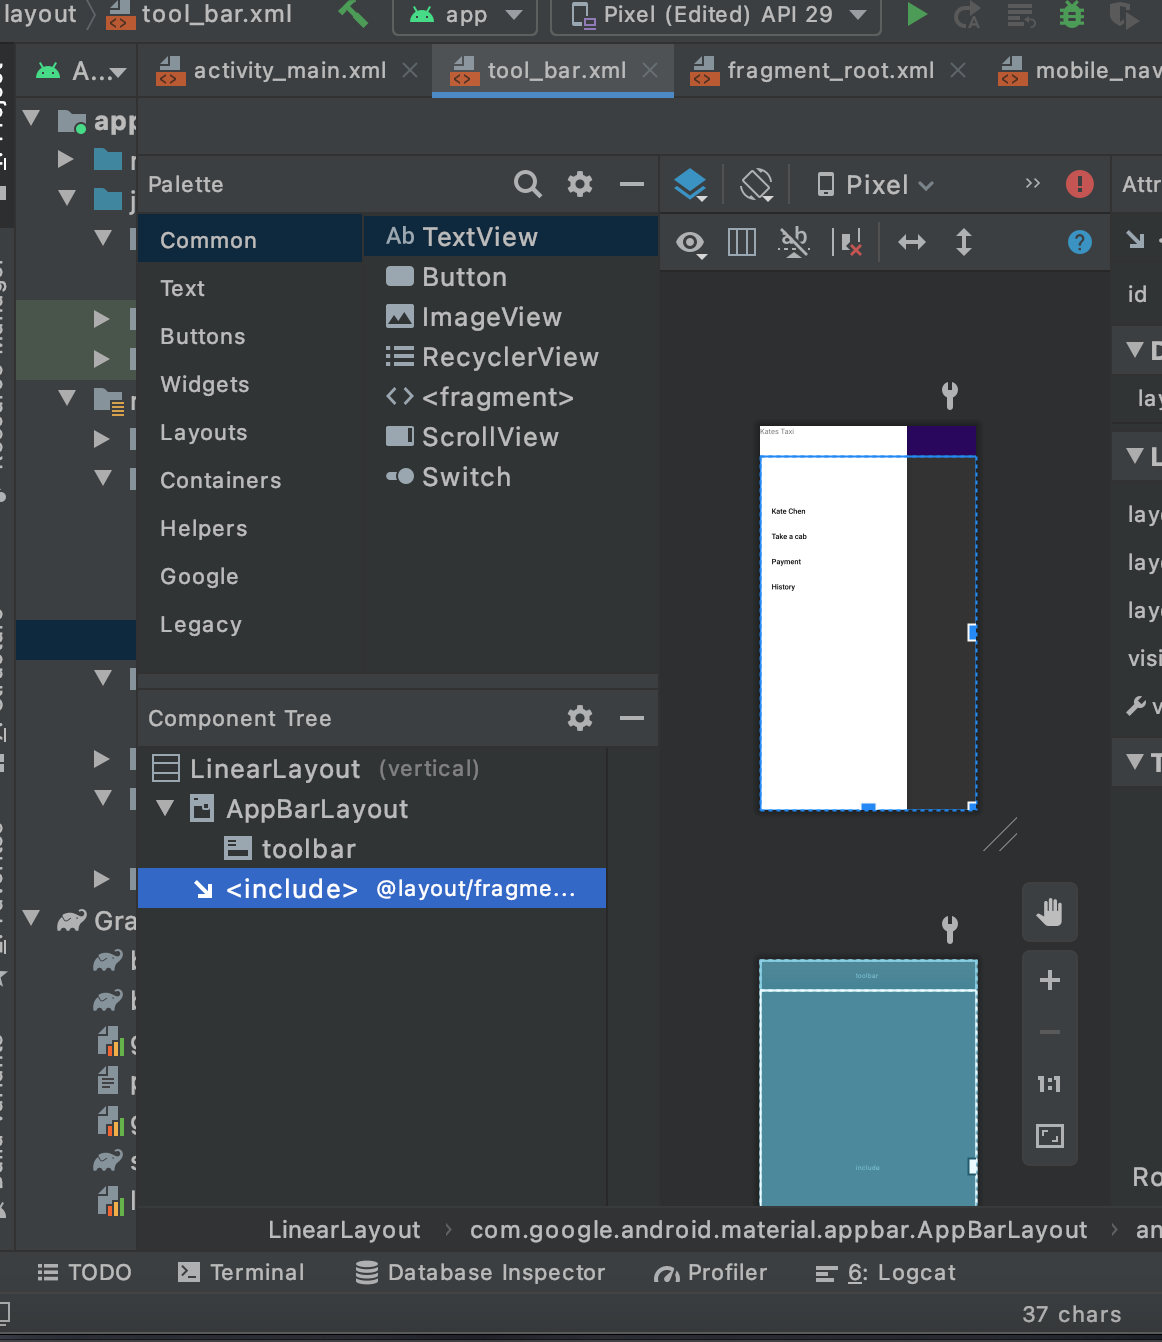 layout
tool_bar.xml
app
Pixel (Edited) API 29
A...
activity_main.xml
tool_bar.xml
fragment_root.xml
mobile_nav
app
Palette
Pixel
Attr
Common
Text
Buttons
Widgets
Layouts
Containers
Helpers
Google
Legacy
Ab TextView
Button
ImageView
RecyclerView
<fragment>
ScrollView
Switch
id
Kates Taxi
Kate Chen
Take a cab
Payment
History
lay
lay
lay
lay
visi
Component Tree
LinearLayout (vertical)
AppBarLayout
toolbar
<include> @layout/fragme...
Gra
toolbar
include
1:1
Ro
LinearLayout
com.google.android.material.appbar.AppBarLayout
an
TODO
Terminal
Database Inspector
Profiler
6: Logcat
37 chars